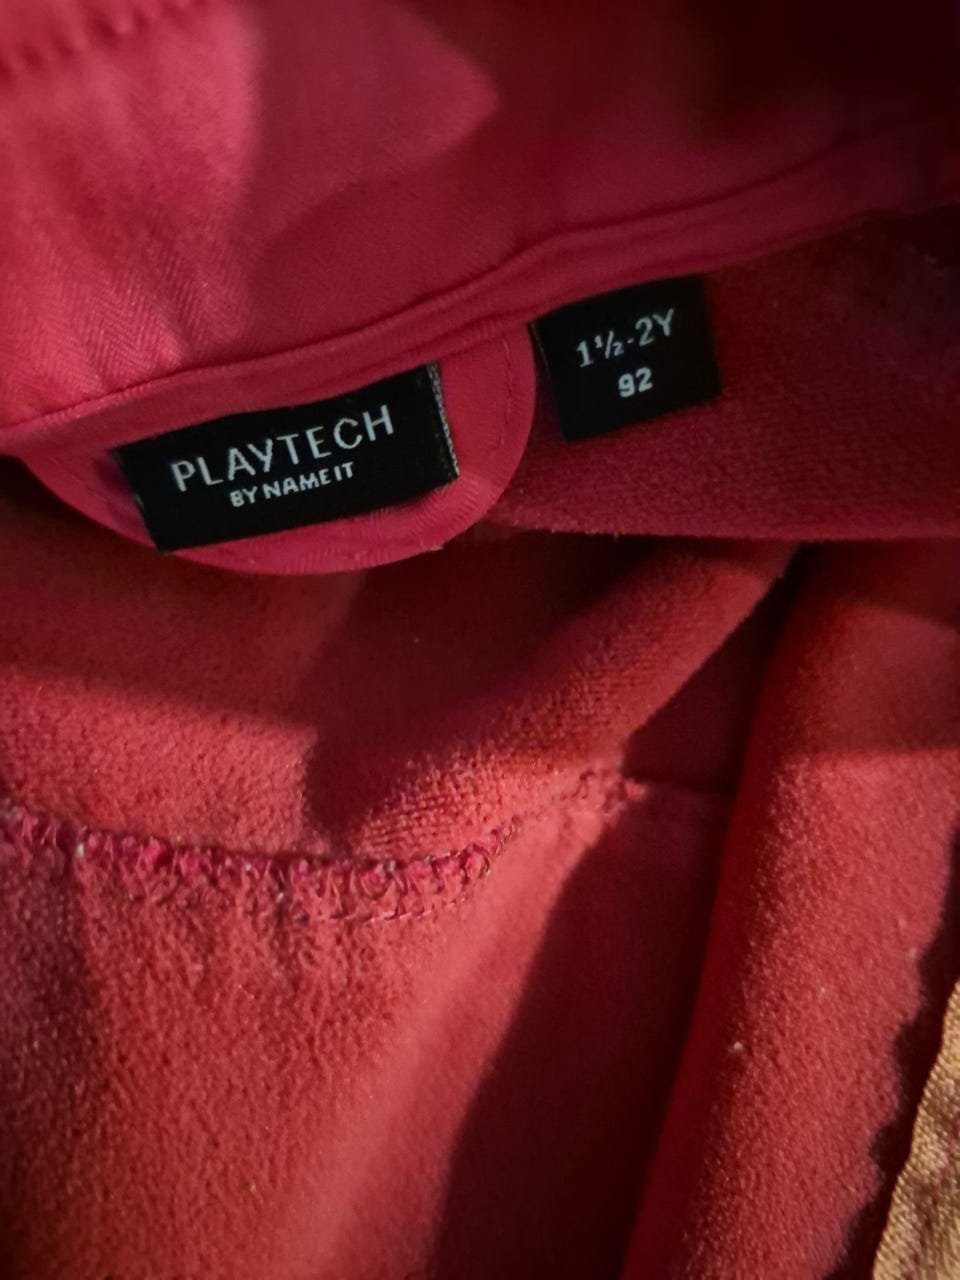 PLAYTECH
BY NAME IT
1½-2Y
92